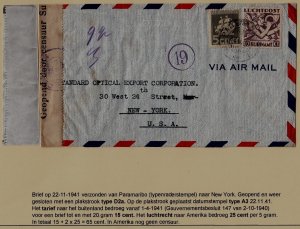 LUCHTPOST
19
VIA AIR MAIL
Geopend door censuur
STANDARD OPTICAL EXPORT CORPORATION.
to
30 West 24 Street,
NEW-YORK.
U. S. A.
Brief op 22-11-1941 verzonden van Paramaribo (typenraderstempel) naar New York. Geopend en weer
gesloten met een plakstrook type D2a. Op de plakstrook geplaatst datumstempel type A3 22.11.41.
Het tarief naar het buitenland bedroeg vanaf 1-4-1941 (Gouvernementsbesluit 147 ven 2-10-1940)
voor een brief tot en met 20 gram 15 cent. Het luchtrecht naar Amerika bedroeg 25 cent per 5 gram.
In totaal 15 + 2 x 25 = 65 cent. In Amerika nog geen censuur.